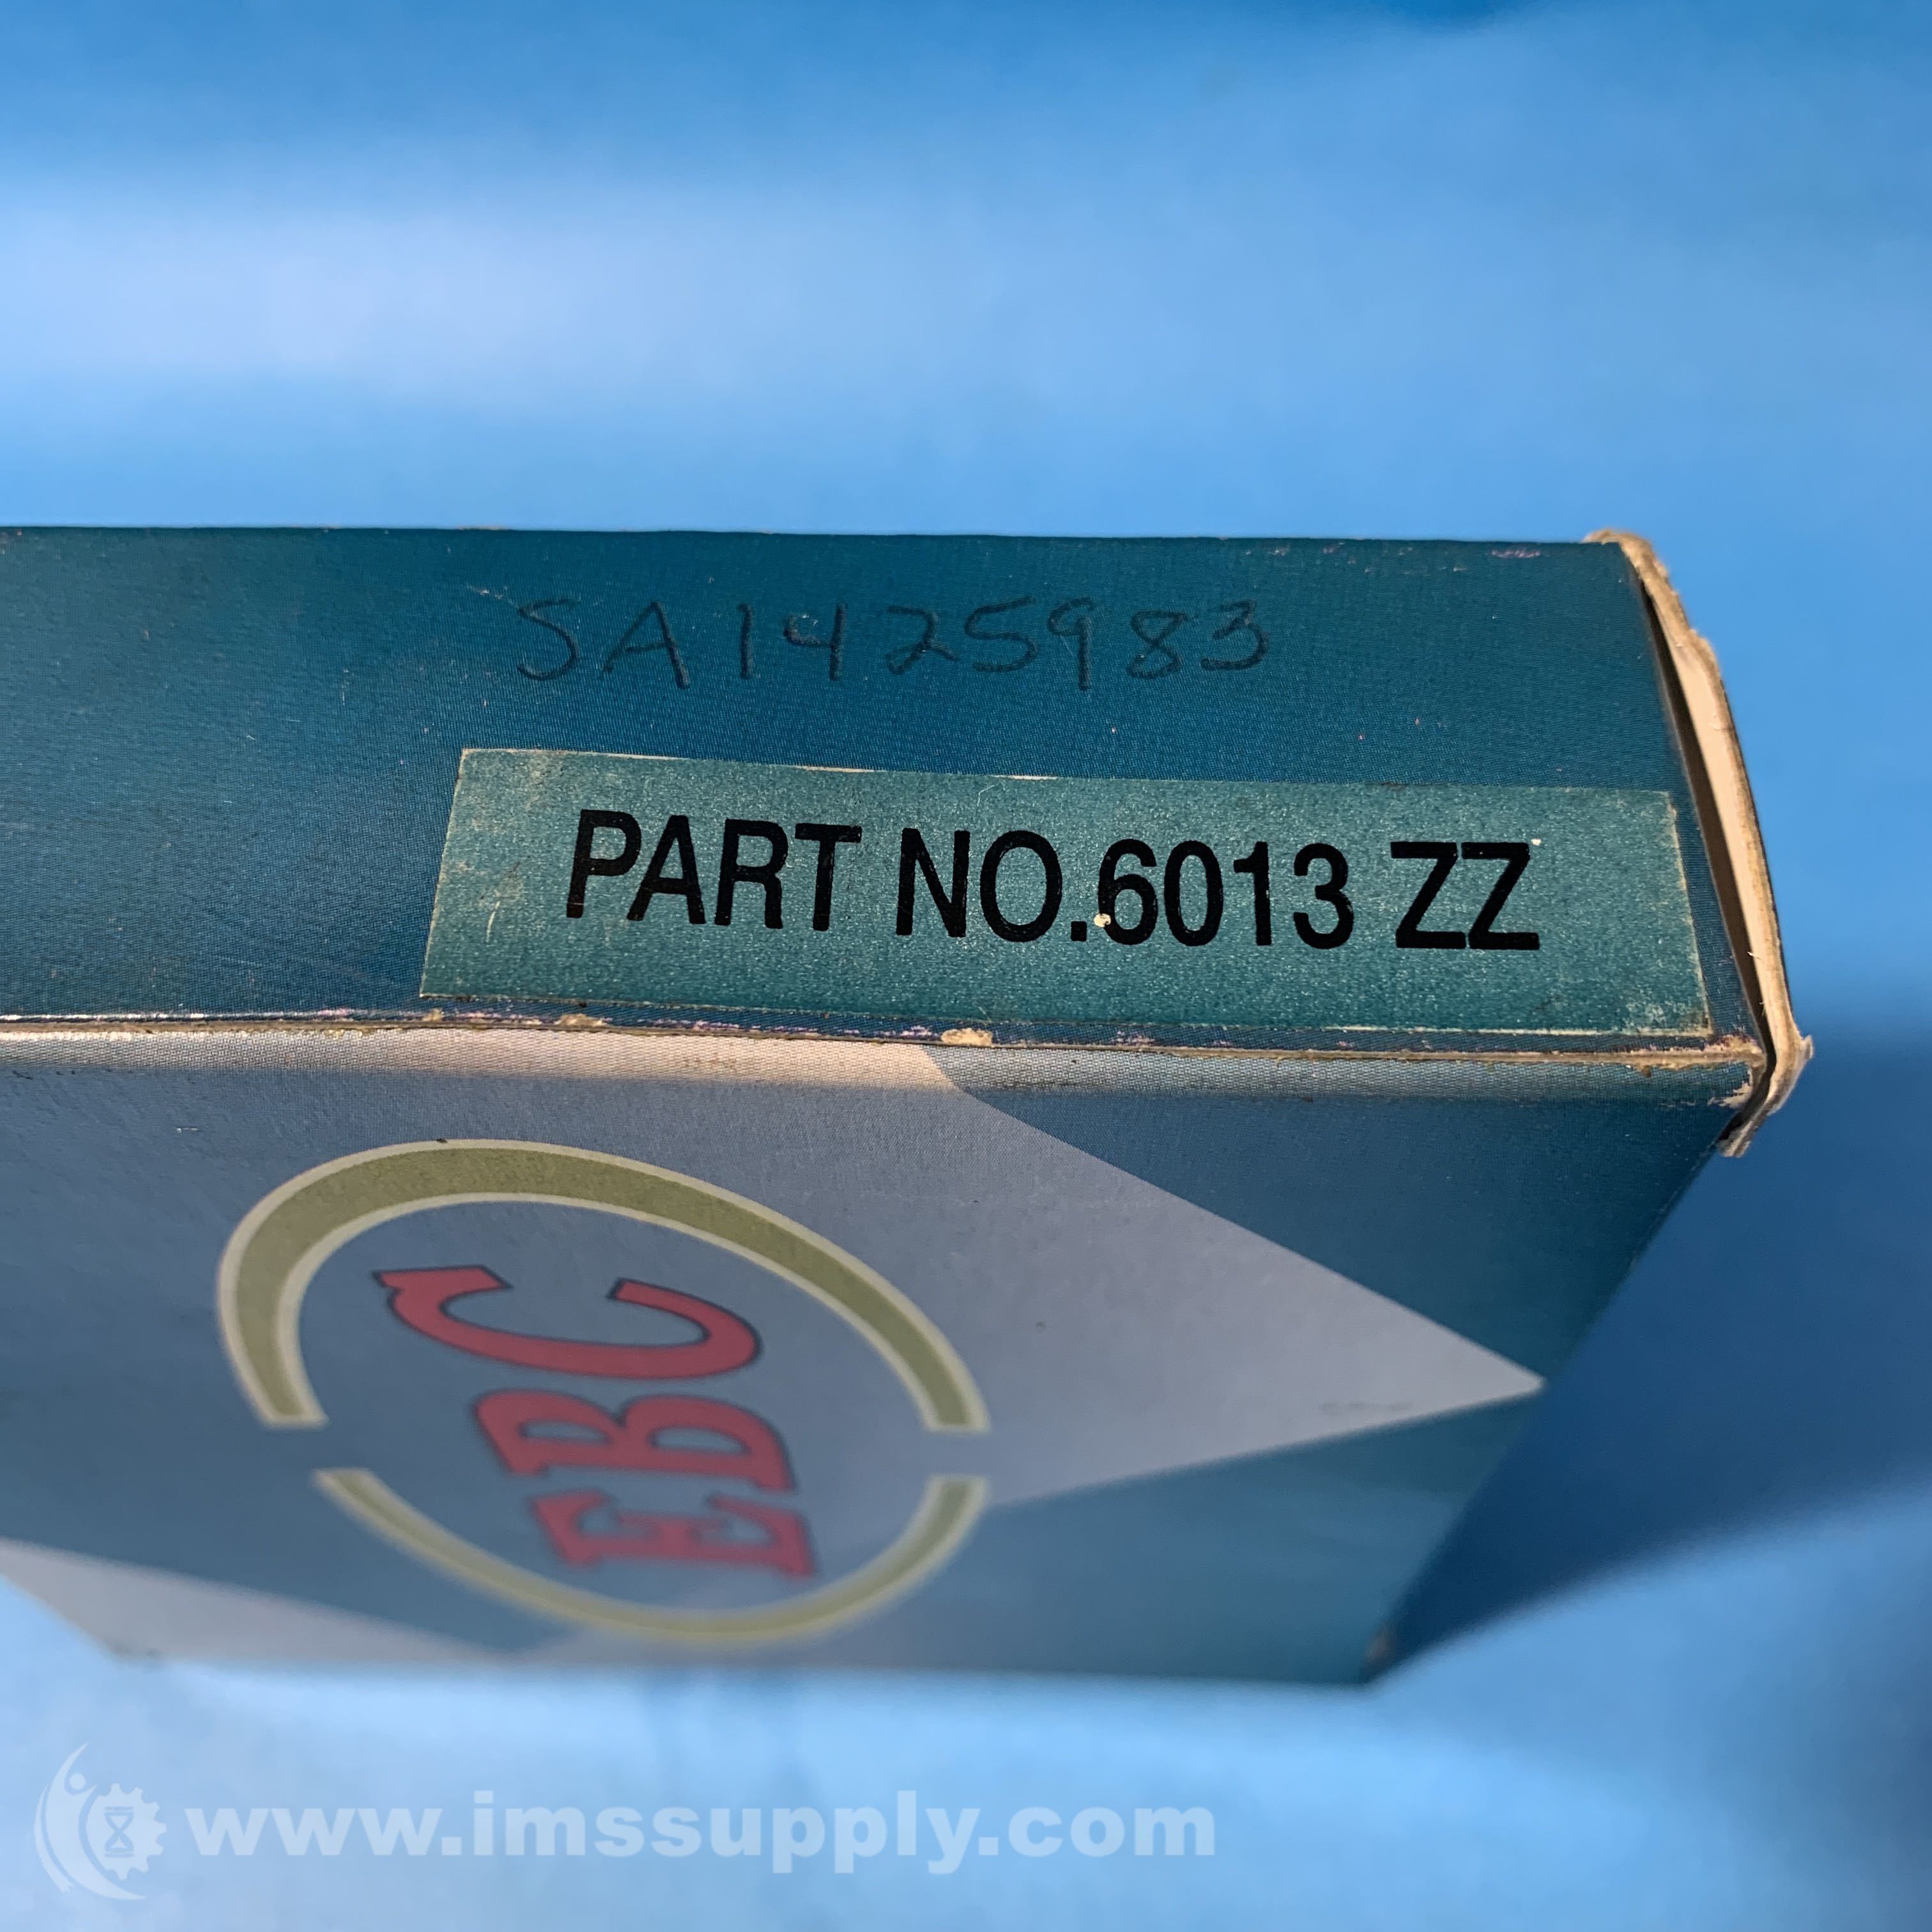 SA1425983
PART NO.6013 ZZ
EBC
www.imssupply.com